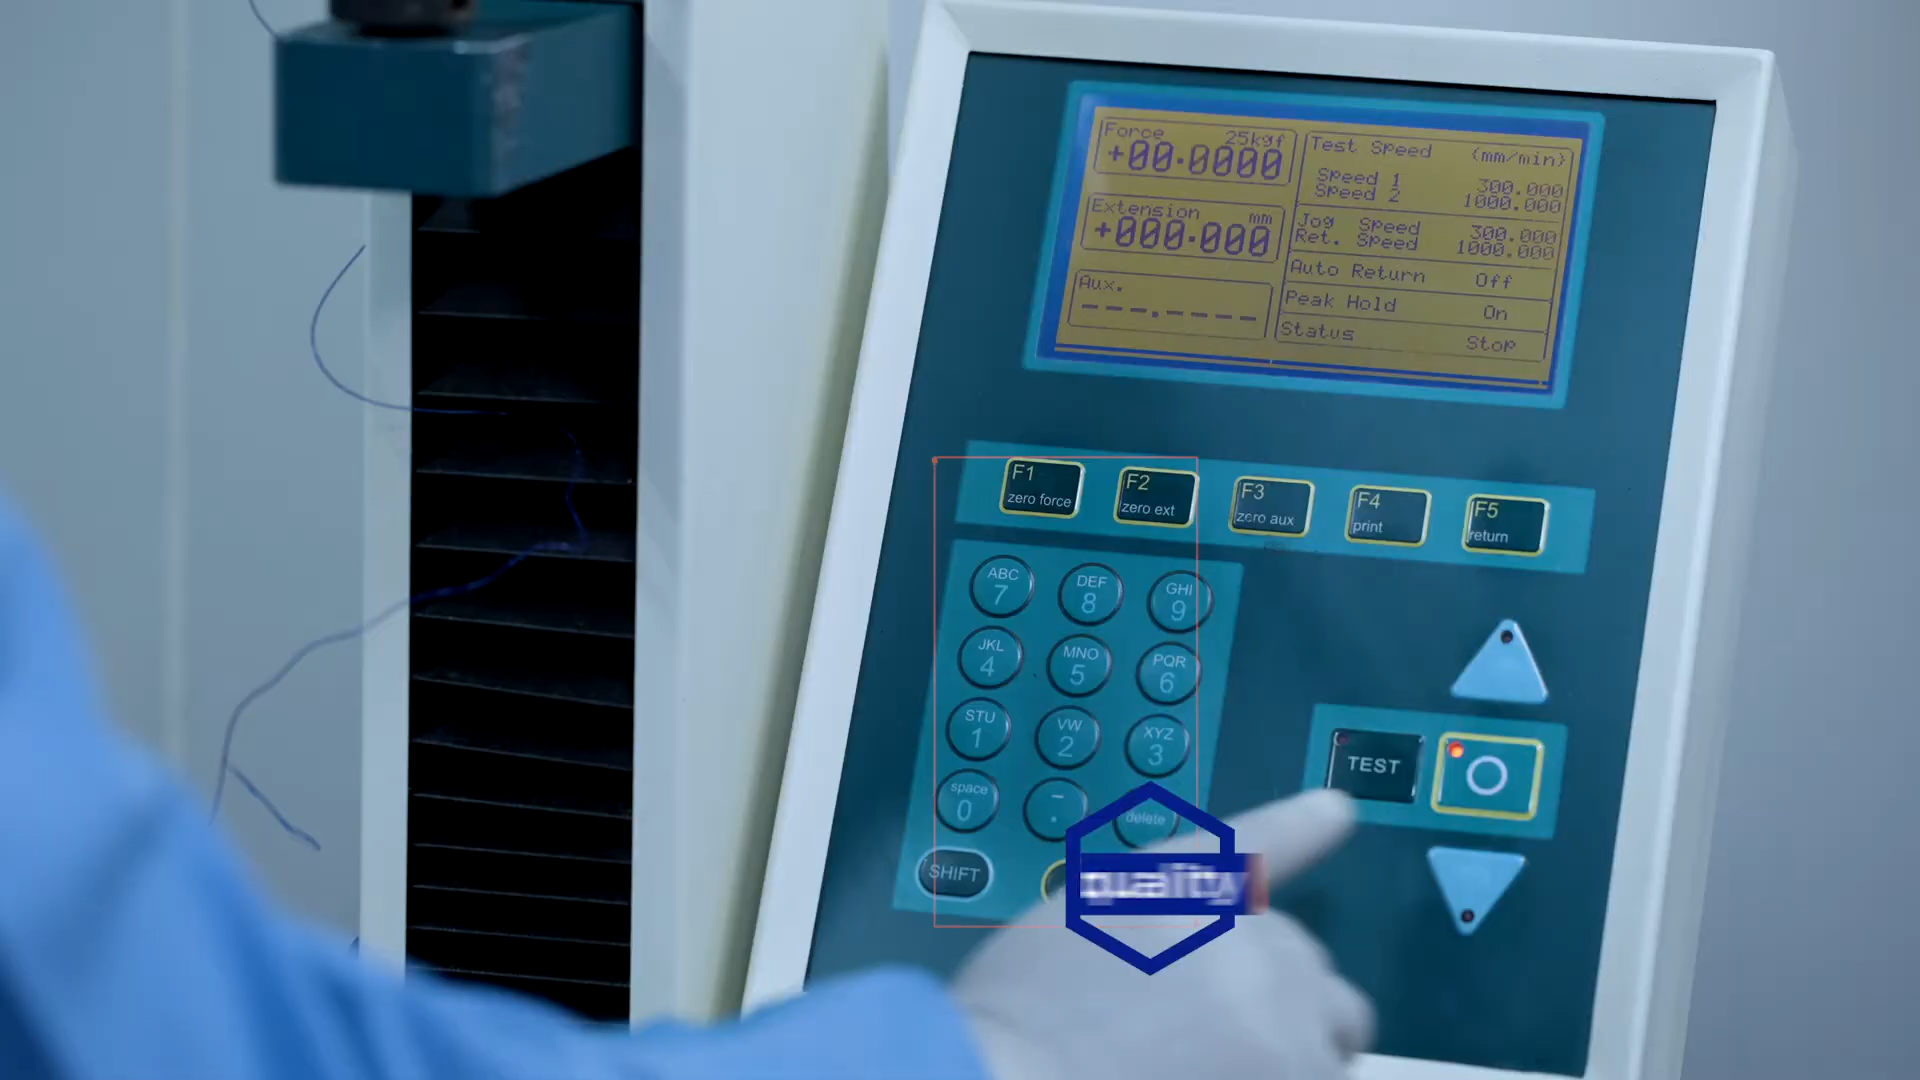 Force 25kgf
+00.0000
Extension mm
+000.000
Aux.
---.----
Test Speed (mm/min)
Speed 1 300.000
Speed 2 1000.000
Jog Speed 300.000
Ret. Speed 1000.000
Auto Return Off
Peak Hold On
Status Stop
F1
zero force
F2
zero ext
F3
zero aux
F4
print
F5
return
ABC
7
DEF
8
GHI
9
JKL
4
MNO
5
PQR
6
STU
1
VW
2
XYZ
3
space
0
-
.
delete
SHIFT
TEST
quality